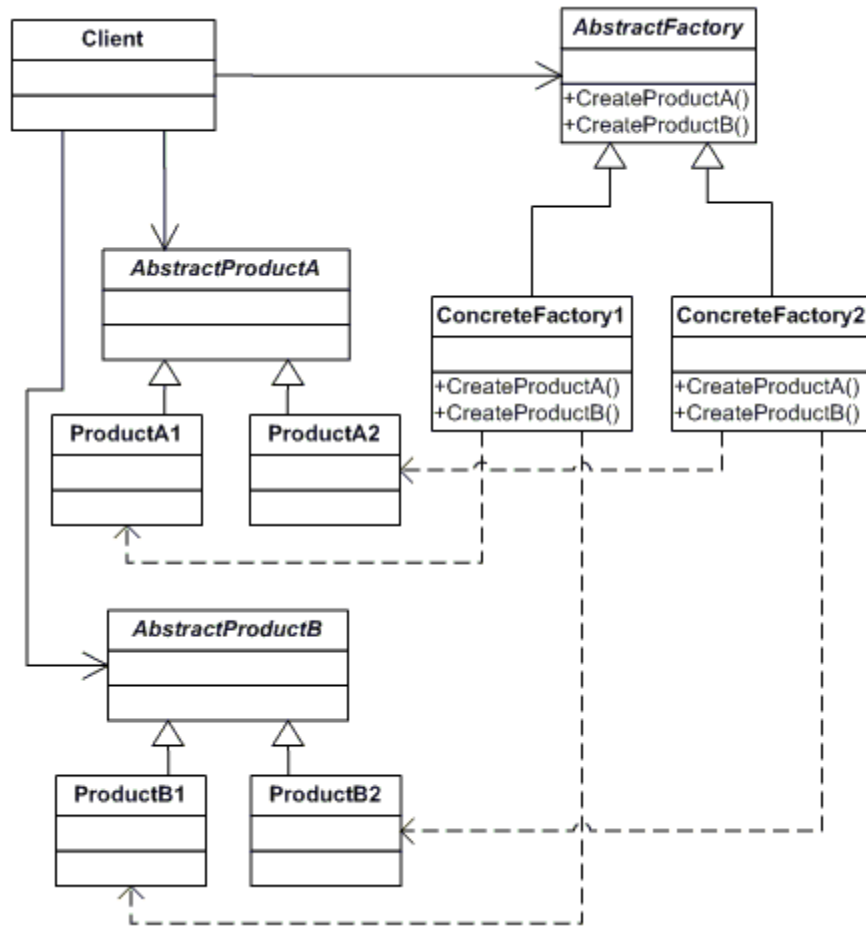 Client
AbstractFactory
+CreateProductA()
+CreateProductB()
AbstractProductA
ConcreteFactory1
+CreateProductA()
+CreateProductB()
ConcreteFactory2
+CreateProductA()
+CreateProductB()
ProductA1
ProductA2
AbstractProductB
ProductB1
ProductB2